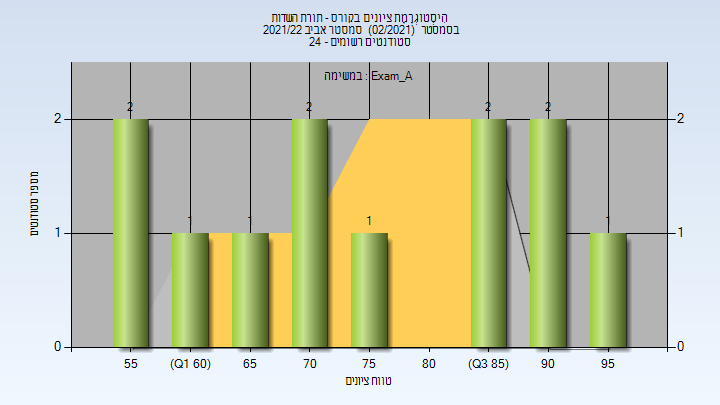 היסטוגרמת ציונים בקורס - תורת השדות
בסמסטר (02/2021) סמסטר אביב 2021/22
סטודנטים רשומים - 24
במשימה : Exam_A
מספר סטודנטים
2 2
1 1
0 0
2 1 1 2 1 2 2 1
55 (Q1 60) 65 70 75 80 (Q3 85) 90 95
טווח ציונים